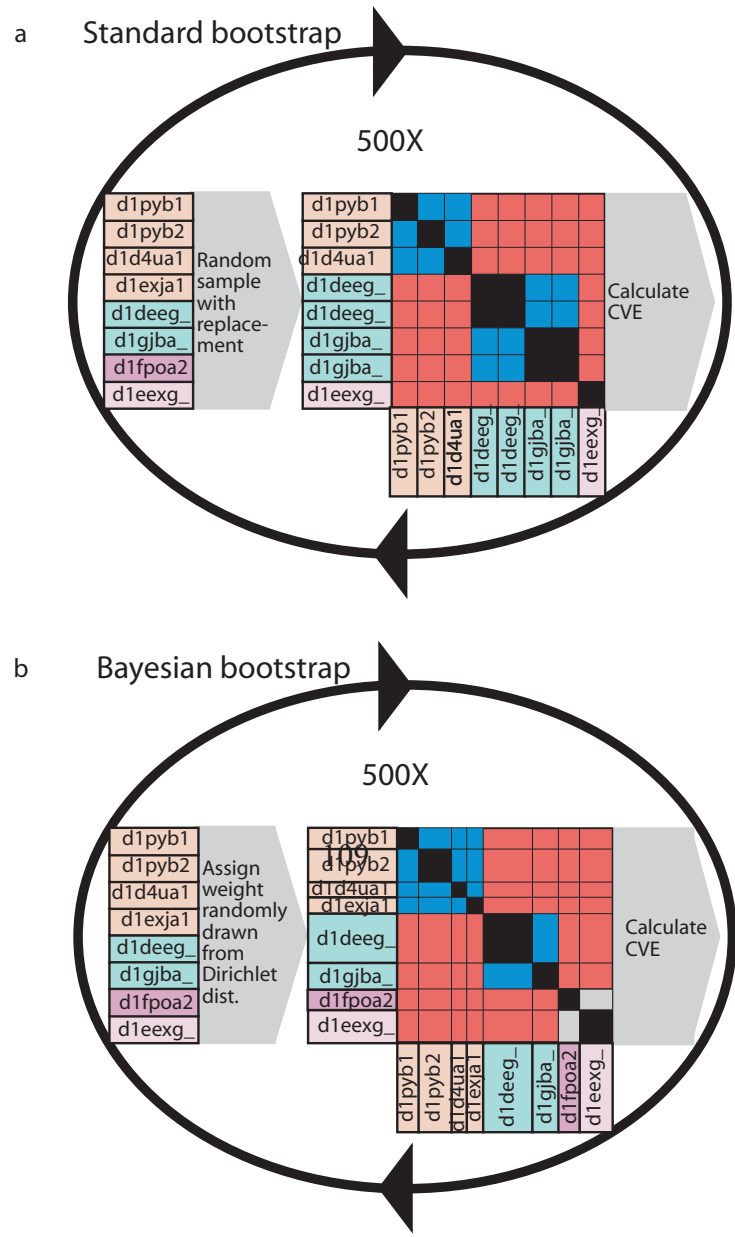 a Standard bootstrap
500X
d1pyb1
d1pyb2
d1d4ua1
d1exja1
d1deeg_
d1gjba_
d1fpoa2
d1eexg_
Random
sample
with
replace-
ment
d1pyb1
d1pyb2
d1d4ua1
d1deeg_
d1deeg_
d1gjba_
d1gjba_
d1eexg_
Calculate
CVE
d1pyb1
d1pyb2
d1d4ua1
d1deeg_
d1deeg_
d1gjba_
d1gjba_
d1eexg_
b Bayesian bootstrap
500X
d1pyb1
d1pyb2
d1d4ua1
d1exja1
d1deeg_
d1gjba_
d1fpoa2
d1eexg_
Assign
weight
randomly
drawn
from
Dirichlet
dist.
d1pyb1
109
d1pyb2
d1d4ua1
d1exja1
d1deeg_
d1gjba_
d1fpoa2
d1eexg_
Calculate
CVE
d1pyb1
d1pyb2
d1d4ua1
d1exja1
d1deeg_
d1gjba_
d1fpoa2
d1eexg_